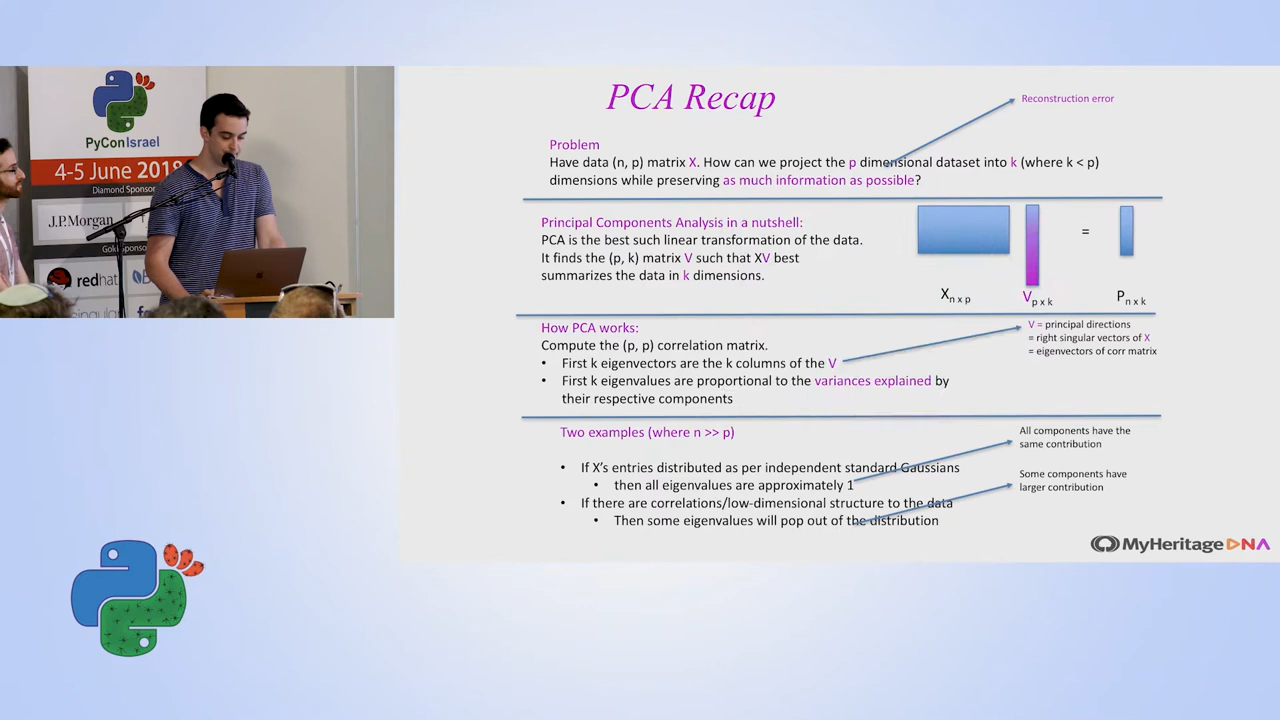 PyConIsrael
4-5 June 2018
Diamond Sponsor
J.P.Morgan
redhat
PCA Recap
Reconstruction error
Problem
Have data (n, p) matrix X. How can we project the p dimensional dataset into k (where k < p)
dimensions while preserving as much information as possible?
Principal Components Analysis in a nutshell:
PCA is the best such linear transformation of the data.
It finds the (p, k) matrix V such that XV best
summarizes the data in k dimensions.
=
X n x p
V p x k
P n x k
How PCA works:
Compute the (p, p) correlation matrix.
• First k eigenvectors are the k columns of the V
• First k eigenvalues are proportional to the variances explained by
their respective components
V = principal directions
= right singular vectors of X
= eigenvectors of corr matrix
Two examples (where n >> p)
• If X's entries distributed as per independent standard Gaussians
• then all eigenvalues are approximately 1
• If there are correlations/low-dimensional structure to the data
• Then some eigenvalues will pop out of the distribution
All components have the
same contribution
Some components have
larger contribution
MyHeritage DNA